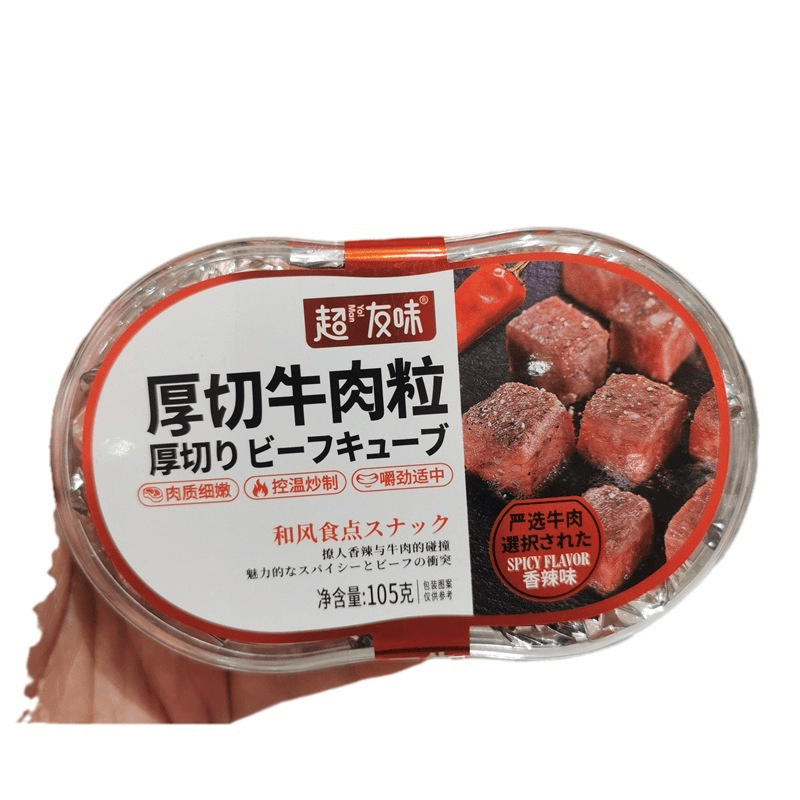 超 Yo! Man 友味®
厚切牛肉粒
厚切り ビーフキューブ
肉质细嫩 控温炒制 嚼劲适中
和风食点スナック
撩人香辣与牛肉的碰撞
魅力的なスパイシーとビーフの衝突
净含量:105克
包装图案
仅供参考
严选牛肉
選択された
SPICY FLAVOR
香辣味